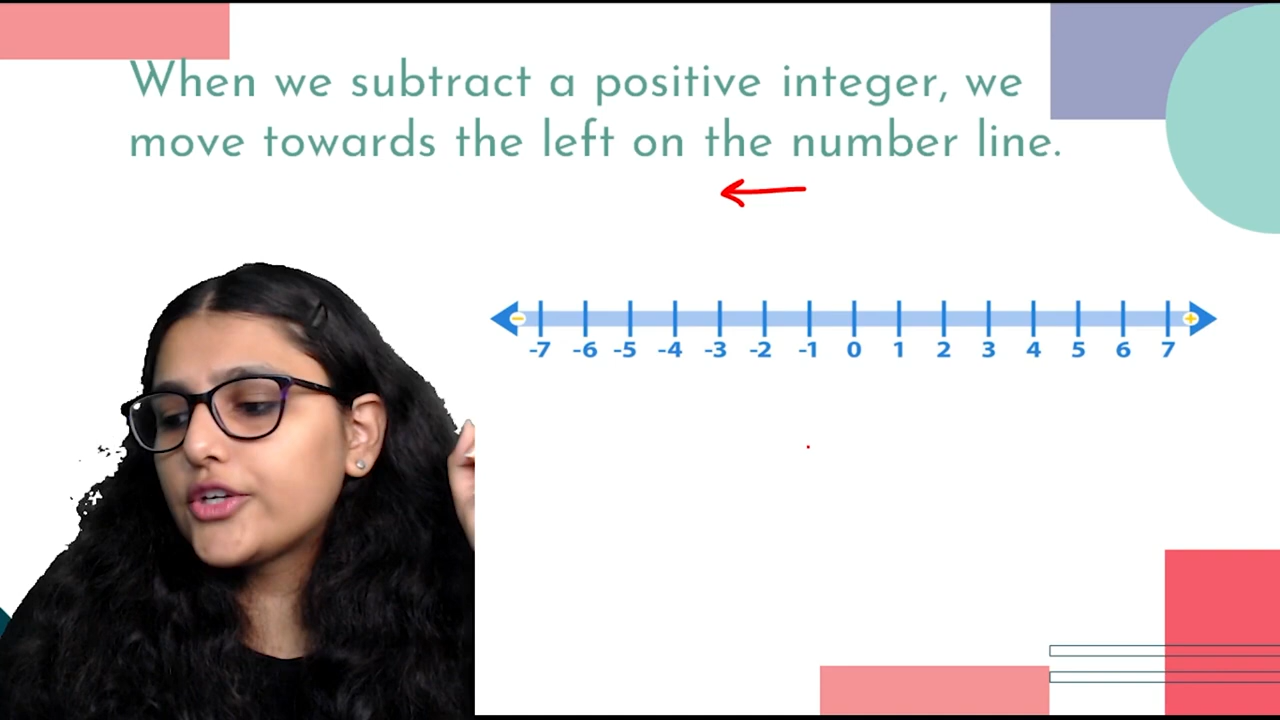 When we subtract a positive integer, we
move towards the left on the number line.
− +
-7 -6 -5 -4 -3 -2 -1 0 1 2 3 4 5 6 7